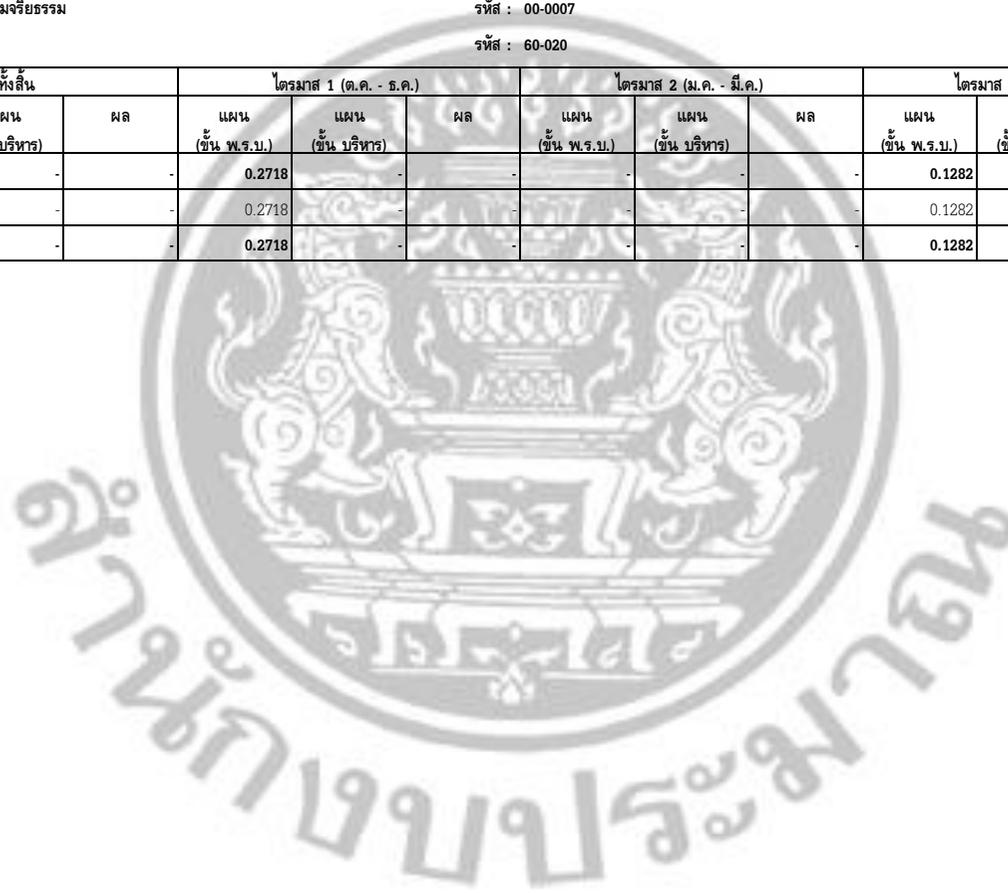 มจริยธรรม รหัส : 00-0007
รหัส : 60-020
ทั้งสิ้น ไตรมาส 1 (ต.ค. - ธ.ค.) ไตรมาส 2 (ม.ค. - มี.ค.) ไตรมาส
ผน ผล แผน แผน ผล แผน แผน ผล แผน
บริหาร) (ขั้น พ.ร.บ.) (ขั้น บริหาร) (ขั้น พ.ร.บ.) (ขั้น บริหาร) (ขั้น พ.ร.บ.)
- - 0.2718 - - - - - 0.1282
- - 0.2718 - - - - - 0.1282
- - 0.2718 - - - - - 0.1282
สำนักงบประมาณ